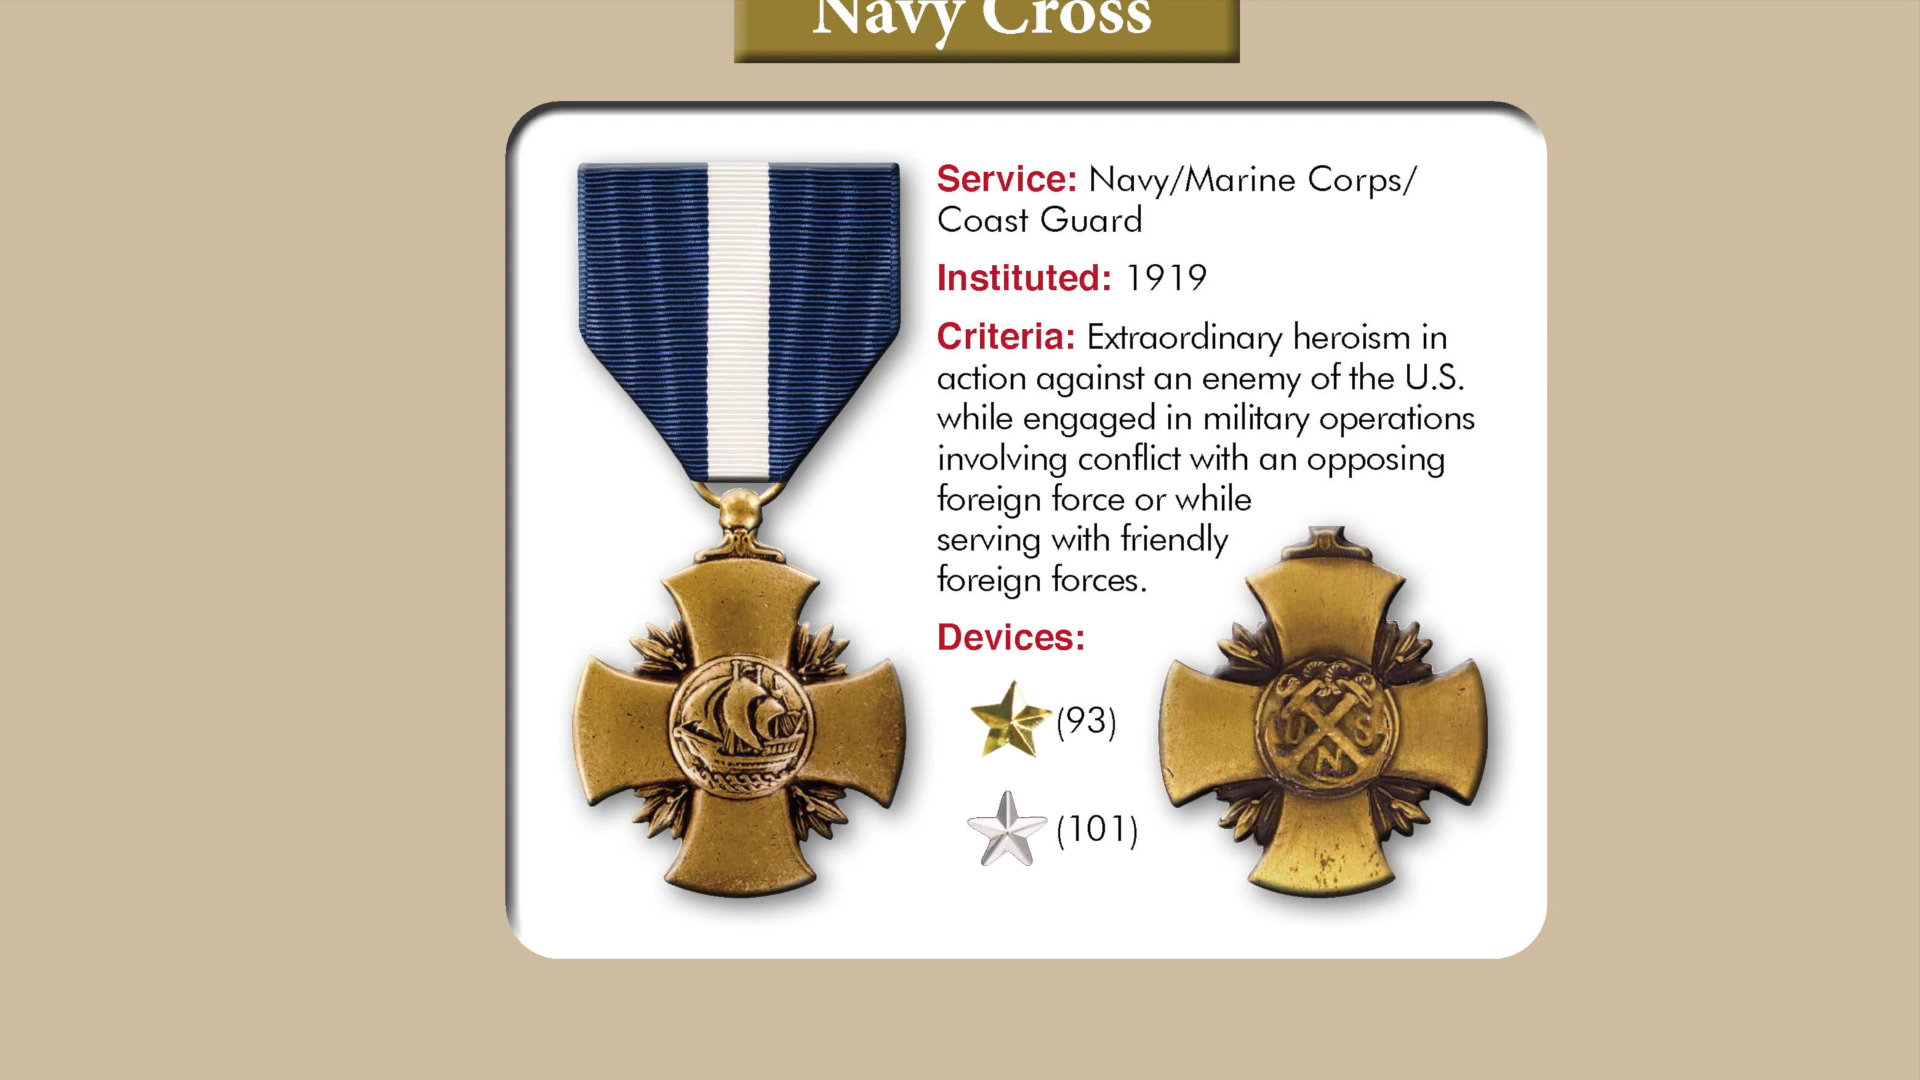 Navy Cross
Service: Navy/Marine Corps/
Coast Guard
Instituted: 1919
Criteria: Extraordinary heroism in
action against an enemy of the U.S.
while engaged in military operations
involving conflict with an opposing
foreign force or while
serving with friendly
foreign forces.
Devices:
(93)
(101)
U S
N